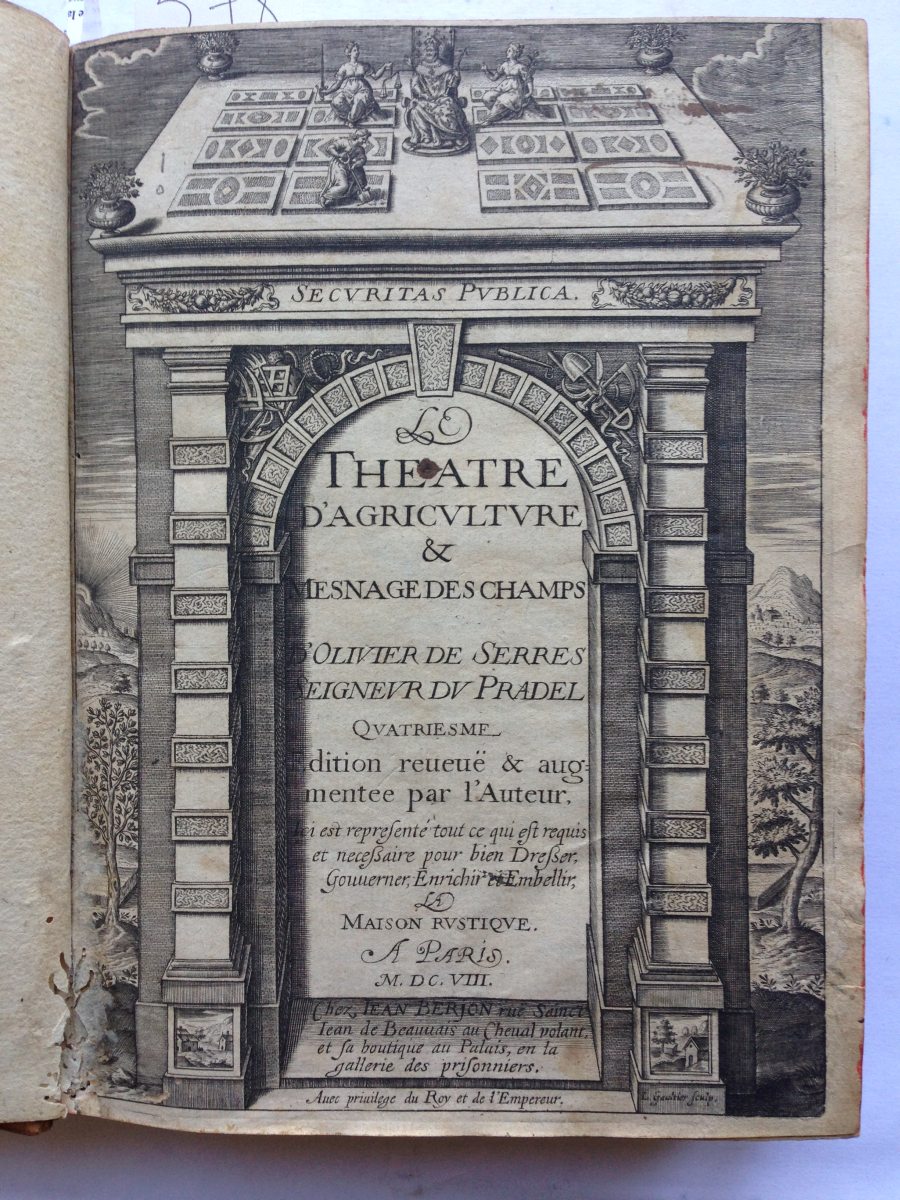 SECVRITAS PVBLICA.
LE
THEATRE
D'AGRICVLTVRE
&
MESNAGE DES CHAMPS
D'OLIVIER DE SERRES
SEIGNEVR DV PRADEL
QVATRIESME
Edition reueuë & aug-
mentee par l'Auteur,
Ici est representé tout ce qui est requis
et necessaire pour bien Dresser,
Gouuerner, Enrichir et Embellir,
LA
MAISON RVSTIQVE.
A PARIS.
M. DC. VIII.
Chez IEAN BERJON rue Sainct
Iean de Beauuais au Cheval volant,
et sa boutique au Palais, en la
gallerie des prisonniers.
Avec priuilege du Roy et de l'Empereur.
L. Gaultier sculp.